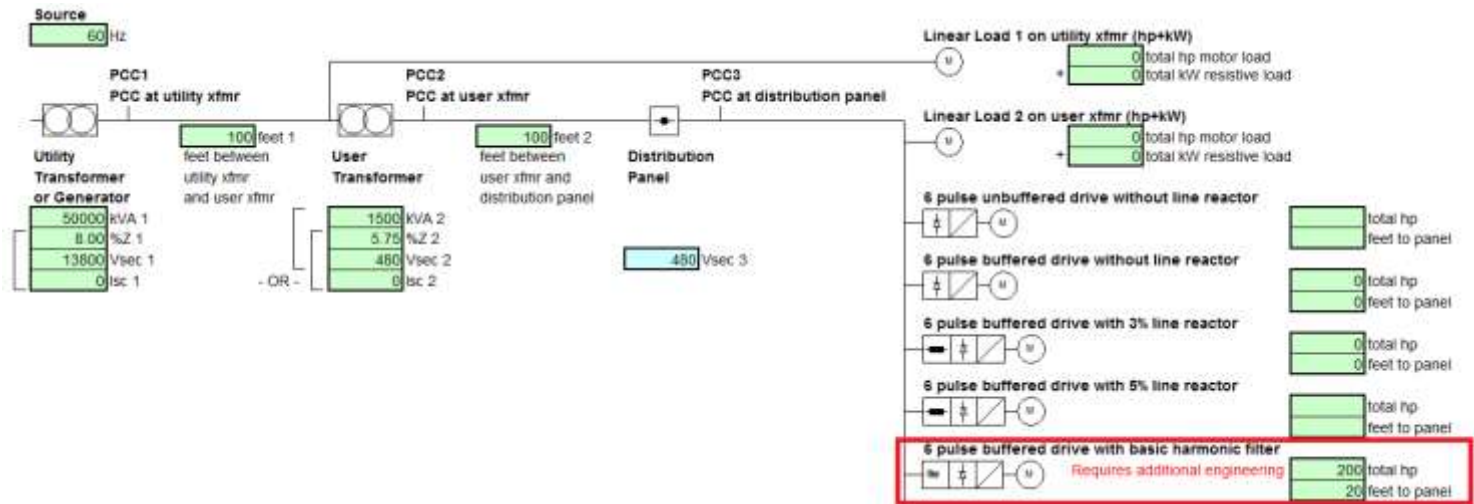 Source
60 Hz
PCC1
PCC at utility xfmr
PCC2
PCC at user xfmr
PCC3
PCC at distribution panel
100 feet 1
feet between
utility xfmr
and user xfmr
100 feet 2
feet between
user xfmr and
distribution panel
Utility
Transformer
or Generator
50000 kVA 1
8.00 %Z 1
13800 Vsec 1
0 Isc 1
User
Transformer
1500 kVA 2
5.75 %Z 2
480 Vsec 2
0 Isc 2
- OR -
Distribution
Panel
480 Vsec 3
Linear Load 1 on utility xfmr (hp+kW)
M
0 total hp motor load
+ 0 total kW resistive load
Linear Load 2 on user xfmr (hp+kW)
M
0 total hp motor load
+ 0 total kW resistive load
6 pulse unbuffered drive without line reactor
M
total hp
feet to panel
6 pulse buffered drive without line reactor
M
0 total hp
0 feet to panel
6 pulse buffered drive with 3% line reactor
M
0 total hp
0 feet to panel
6 pulse buffered drive with 5% line reactor
M
total hp
feet to panel
6 pulse buffered drive with basic harmonic filter
M
Requires additional engineering
200 total hp
20 feet to panel